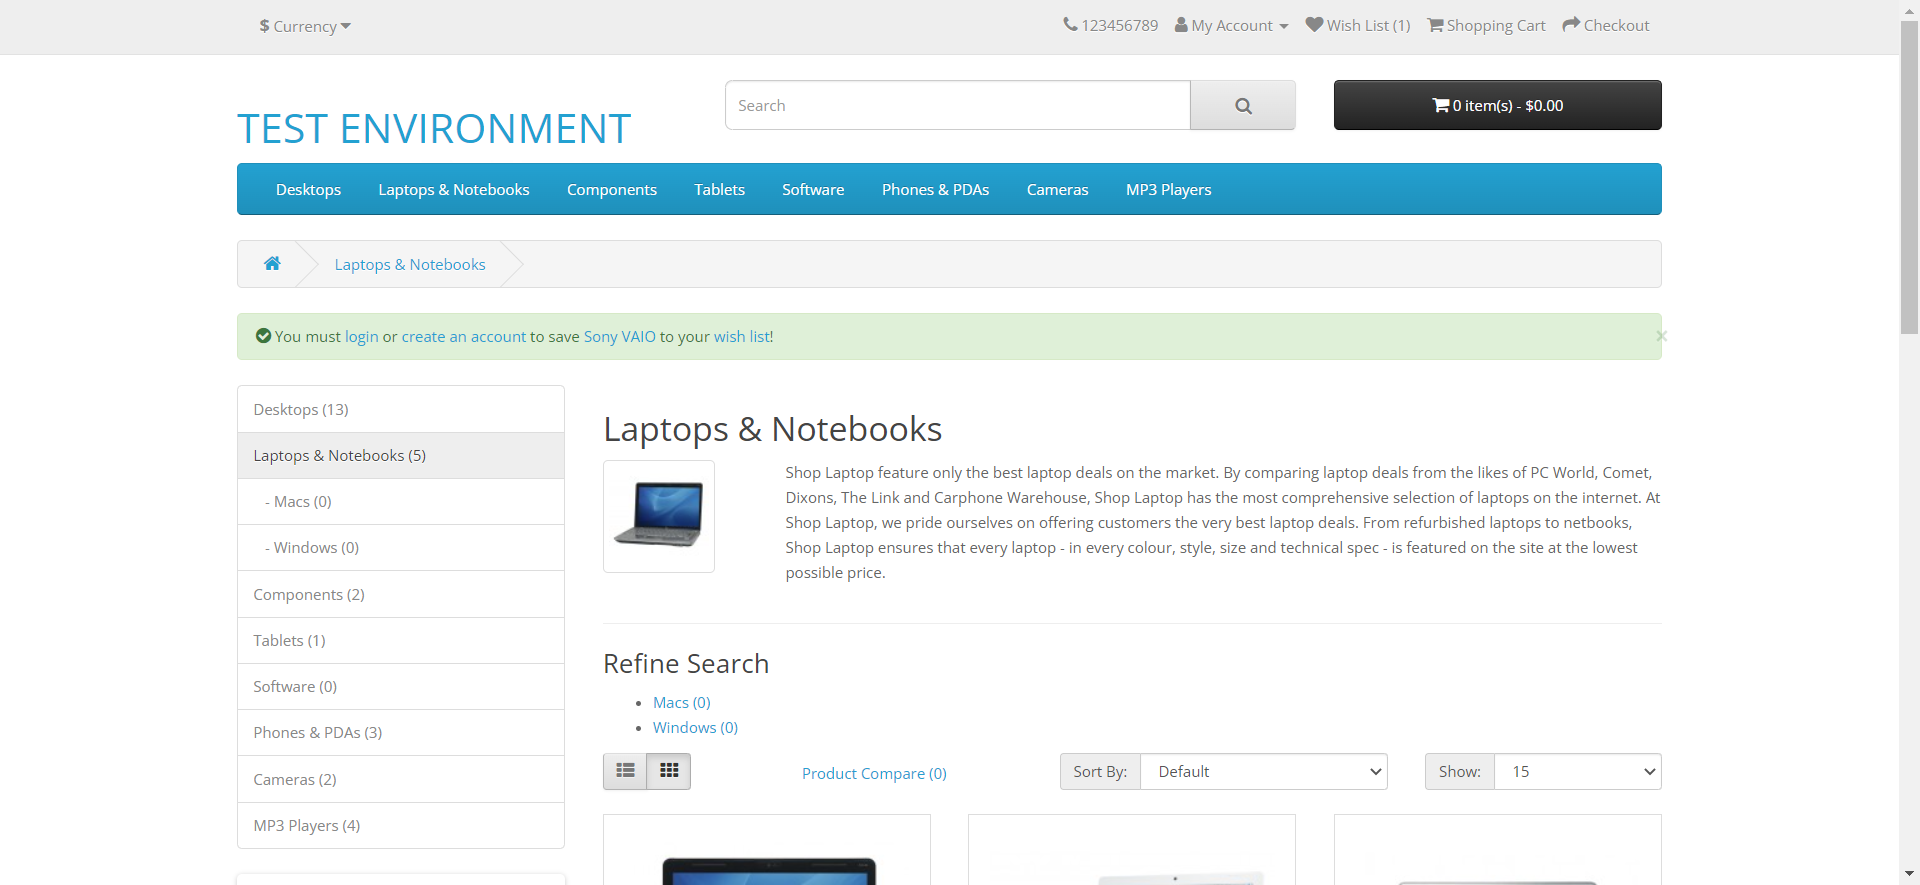 $ Currency
123456789 My Account Wish List (1) Shopping Cart Checkout
TEST ENVIRONMENT
Search
0 item(s) - $0.00
Desktops Laptops & Notebooks Components Tablets Software Phones & PDAs Cameras MP3 Players
Laptops & Notebooks
You must login or create an account to save Sony VAIO to your wish list!
×
Desktops (13)
Laptops & Notebooks (5)
- Macs (0)
- Windows (0)
Components (2)
Tablets (1)
Software (0)
Phones & PDAs (3)
Cameras (2)
MP3 Players (4)
Laptops & Notebooks
Shop Laptop feature only the best laptop deals on the market. By comparing laptop deals from the likes of PC World, Comet,
Dixons, The Link and Carphone Warehouse, Shop Laptop has the most comprehensive selection of laptops on the internet. At
Shop Laptop, we pride ourselves on offering customers the very best laptop deals. From refurbished laptops to netbooks,
Shop Laptop ensures that every laptop - in every colour, style, size and technical spec - is featured on the site at the lowest
possible price.
Refine Search
Macs (0)
Windows (0)
Product Compare (0)
Sort By: Default
Show: 15